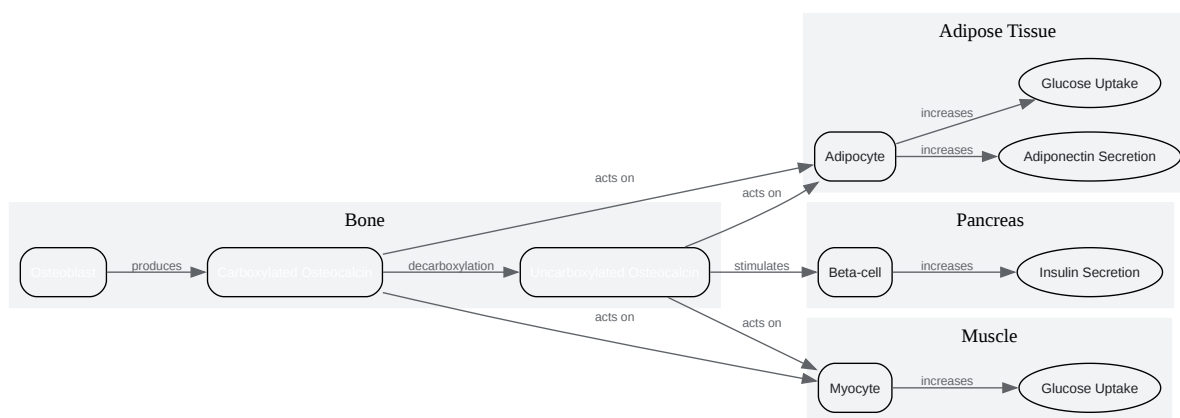 Adipose Tissue
Glucose Uptake
increases
Adipocyte
increases
Adiponectin Secretion
acts on
acts on
Bone
Osteoblast
produces
Carboxylated Osteocalcin
decarboxylation
Uncarboxylated Osteocalcin
stimulates
Pancreas
Beta-cell
increases
Insulin Secretion
acts on
acts on
Muscle
Myocyte
increases
Glucose Uptake